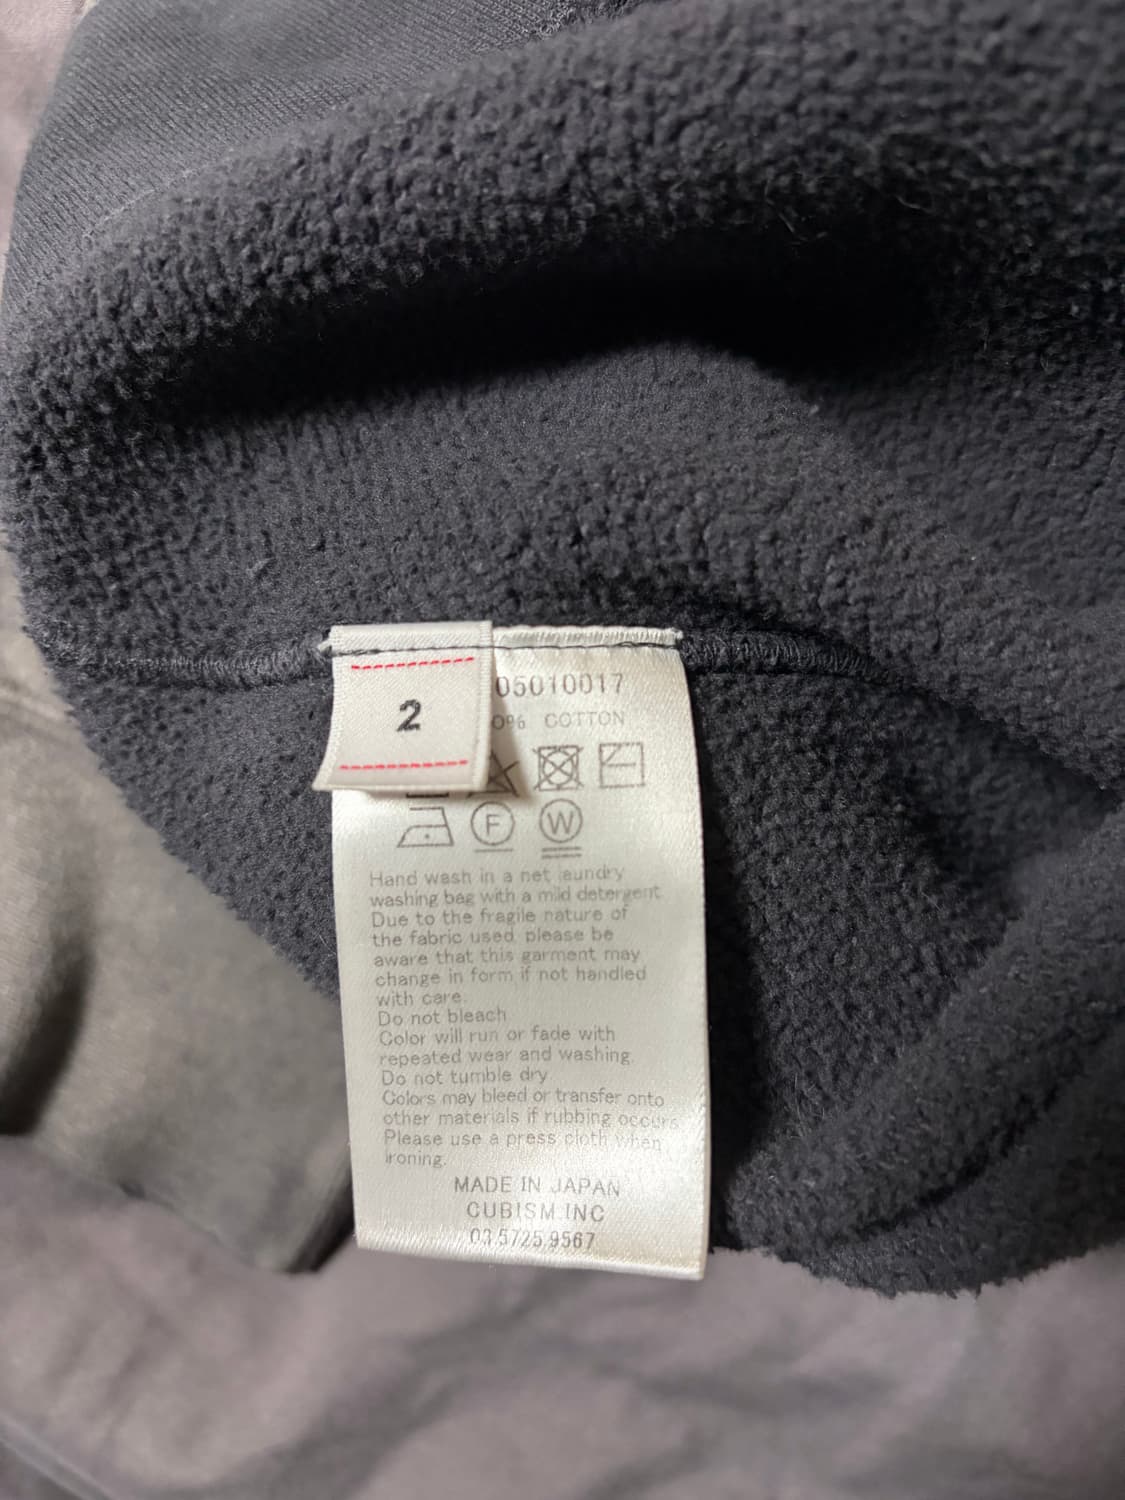 2
05010017
0% COTTON
F W
Hand wash in a net laundry
washing bag with a mild detergent.
Due to the fragile nature of
the fabric used, please be
aware that this garment may
change in form if not handled
with care.
Do not bleach
Color will run or fade with
repeated wear and washing.
Do not tumble dry
Colors may bleed or transfer onto
other materials if rubbing occurs
Please use a press cloth when
ironing.
MADE IN JAPAN
CUBISM.INC
03.5725.9567